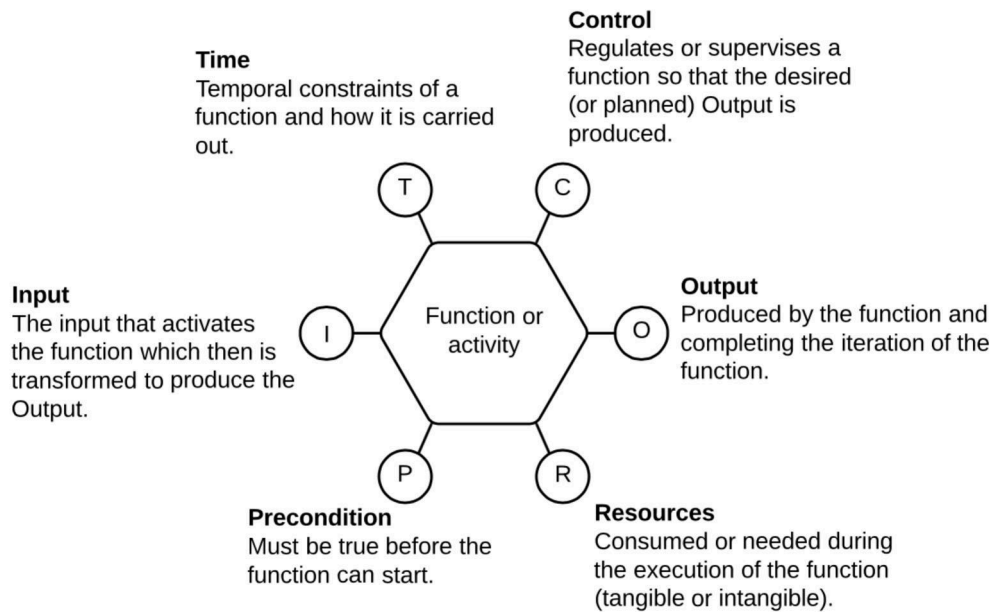 Control
Regulates or supervises a
function so that the desired
(or planned) Output is
produced.
Time
Temporal constraints of a
function and how it is carried
out.
T
C
Input
The input that activates
the function which then is
transformed to produce the
Output.
I
Function or
activity
O
Output
Produced by the function and
completing the iteration of the
function.
P
R
Precondition
Must be true before the
function can start.
Resources
Consumed or needed during
the execution of the function
(tangible or intangible).